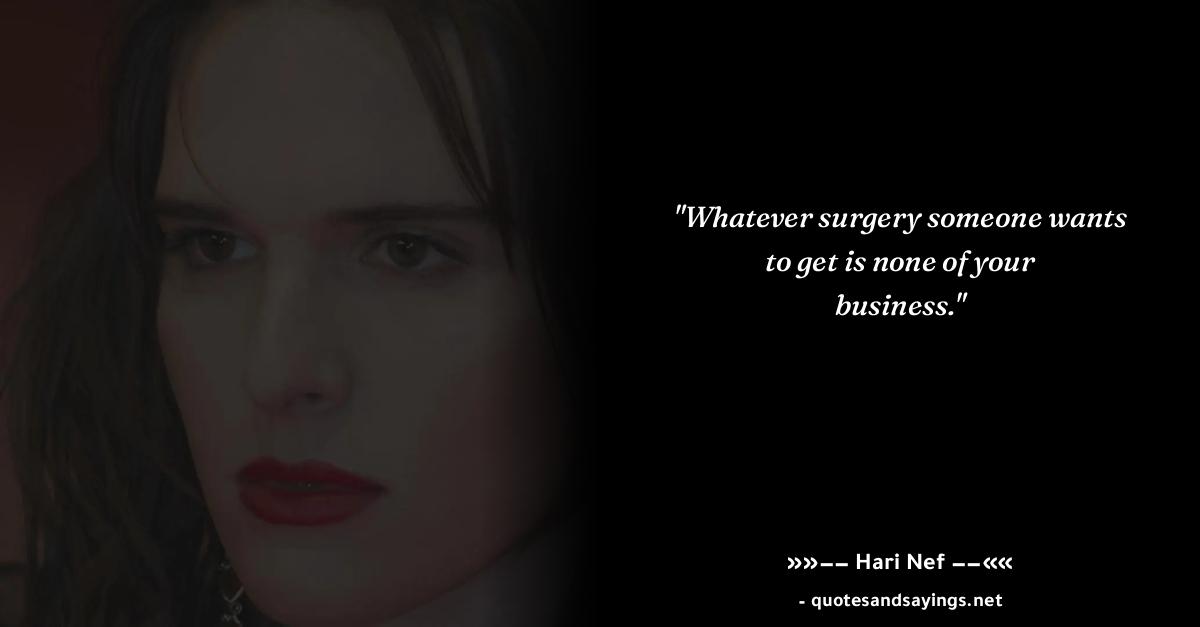 "Whatever surgery someone wants
to get is none of your
business."
»»−− Hari Nef −−««
- quotesandsayings.net